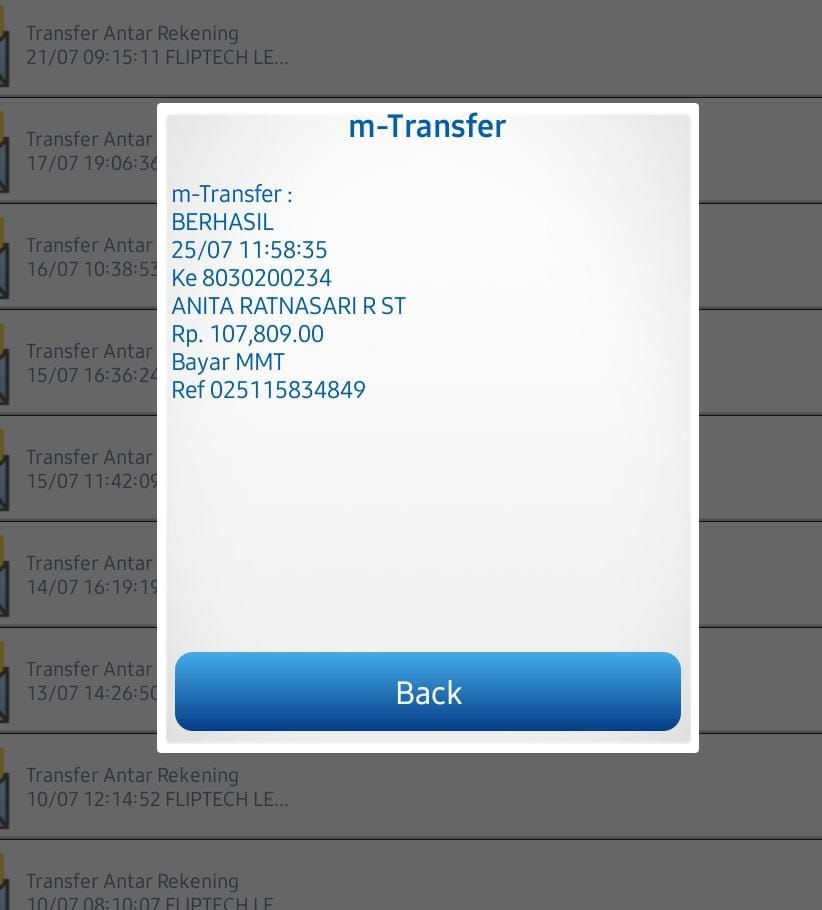 Transfer Antar Rekening
21/07 09:15:11 FLIPTECH LE...
Transfer Antar
17/07 19:06:36
Transfer Antar
16/07 10:38:53
Transfer Antar
15/07 16:36:24
Transfer Antar
15/07 11:42:09
Transfer Antar
14/07 16:19:19
Transfer Antar
13/07 14:26:50
Transfer Antar Rekening
10/07 12:14:52 FLIPTECH LE...
Transfer Antar Rekening
10/07 08:10:07 FLIPTECH LE
m-Transfer
m-Transfer :
BERHASIL
25/07 11:58:35
Ke 8030200234
ANITA RATNASARI R ST
Rp. 107,809.00
Bayar MMT
Ref 025115834849
Back